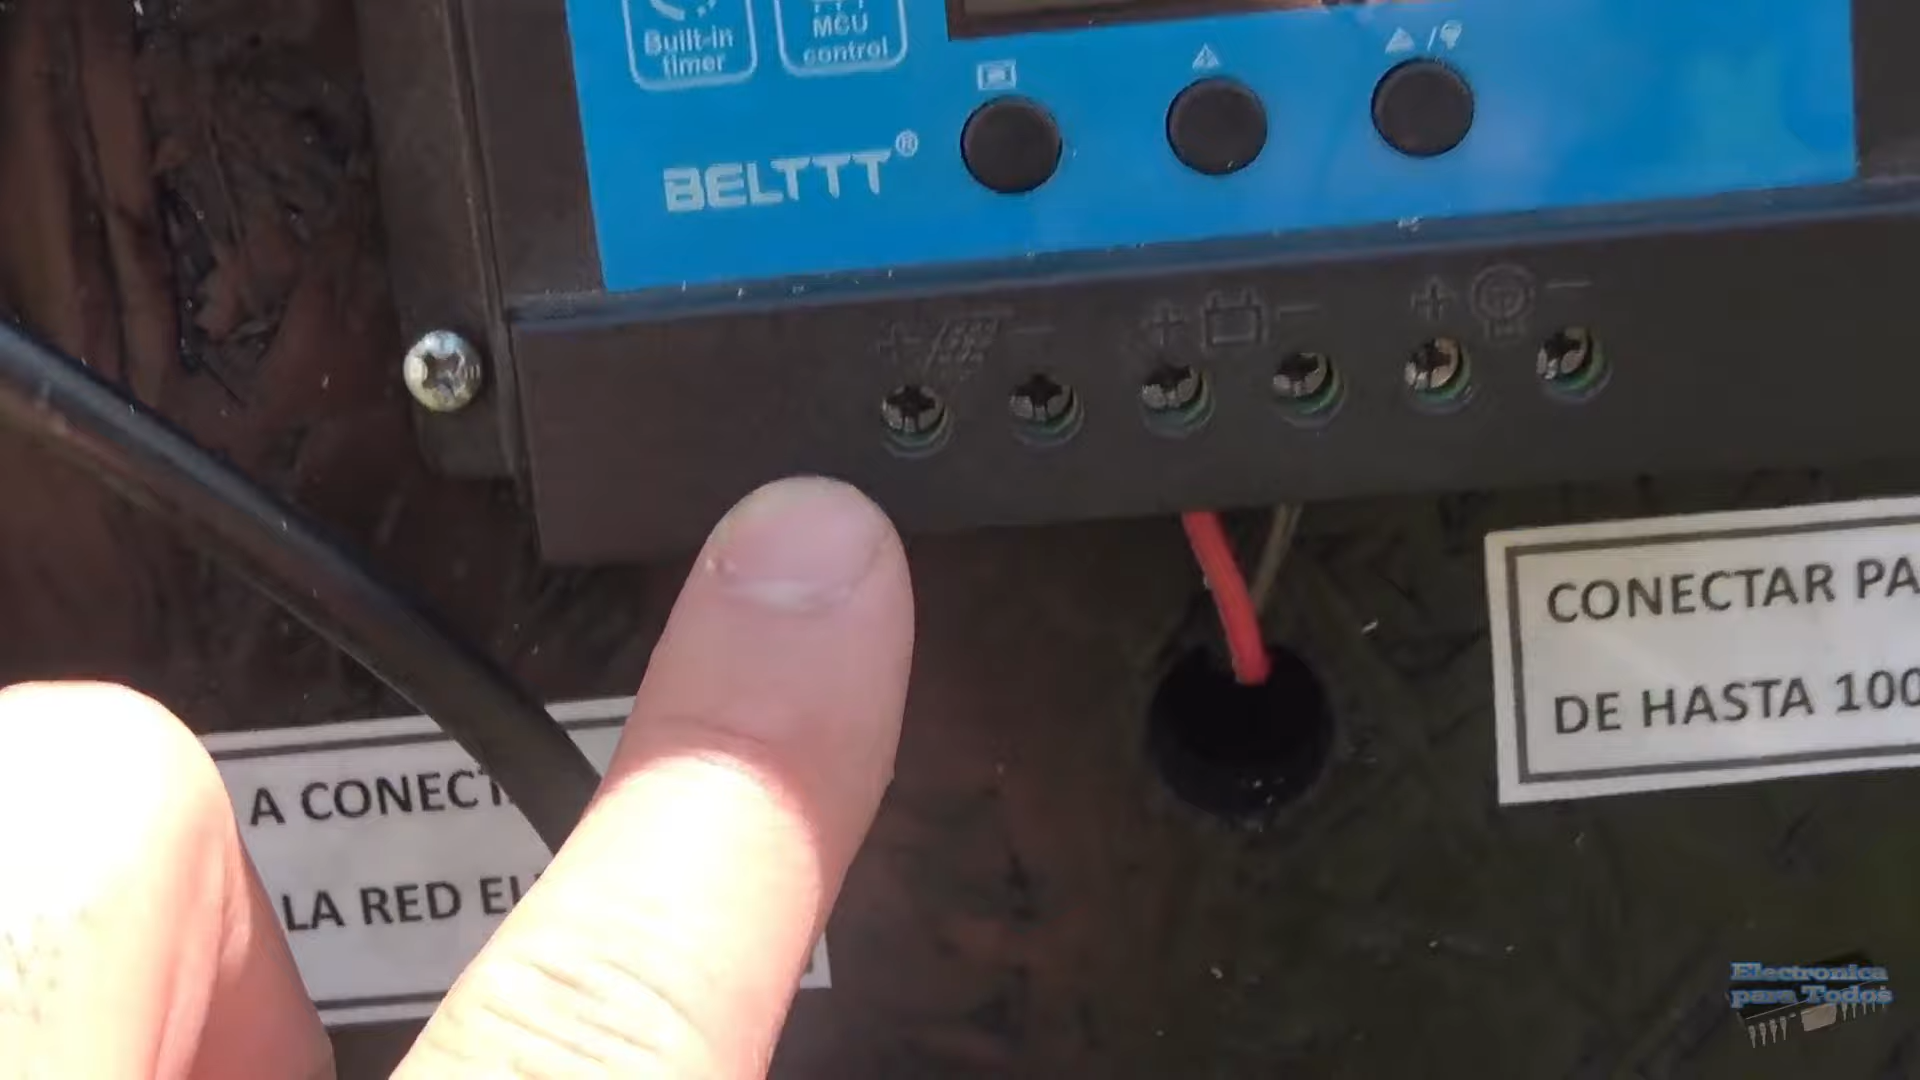 Built-in
timer
MCU
control
BELTTT®
+ -
+ -
+ -
CONECTAR PA
DE HASTA 100
A CONECT
LA RED EL
Electronica
para Todos